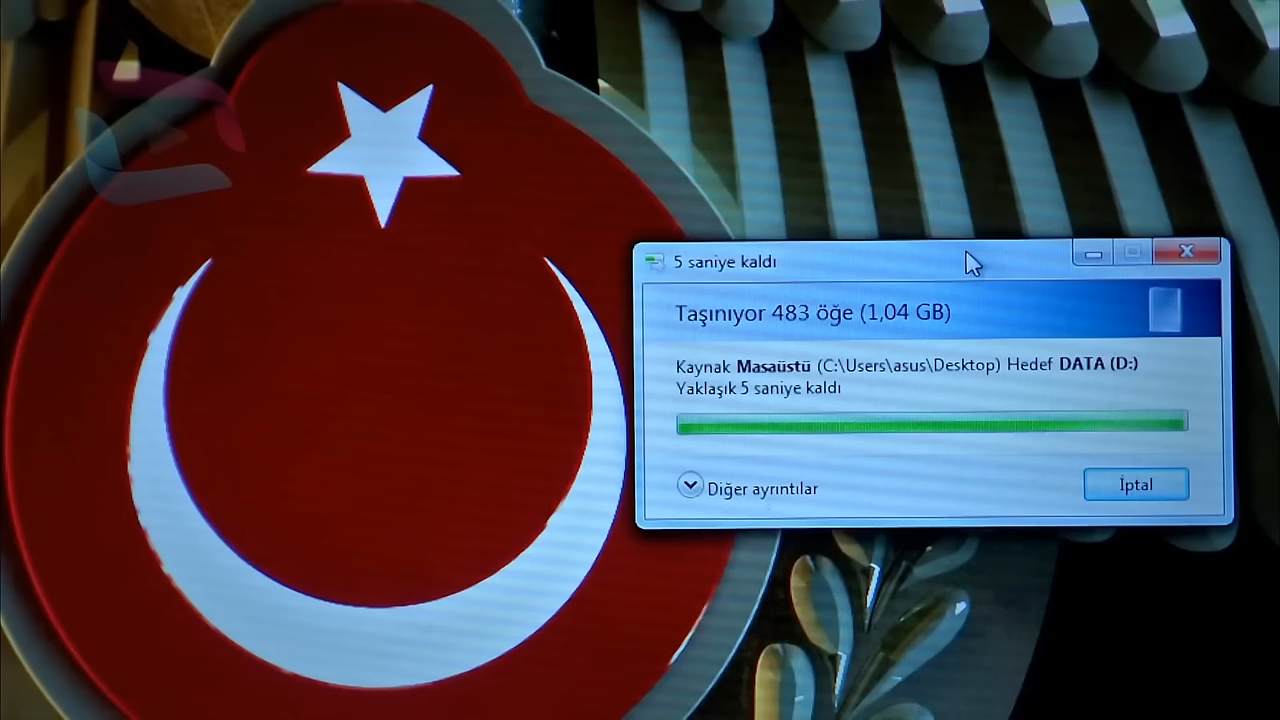 5 saniye kaldı
Taşınıyor 483 öğe (1,04 GB)
Kaynak Masaüstü (C:\Users\asus\Desktop) Hedef DATA (D:)
Yaklaşık 5 saniye kaldı
Diğer ayrıntılar
İptal